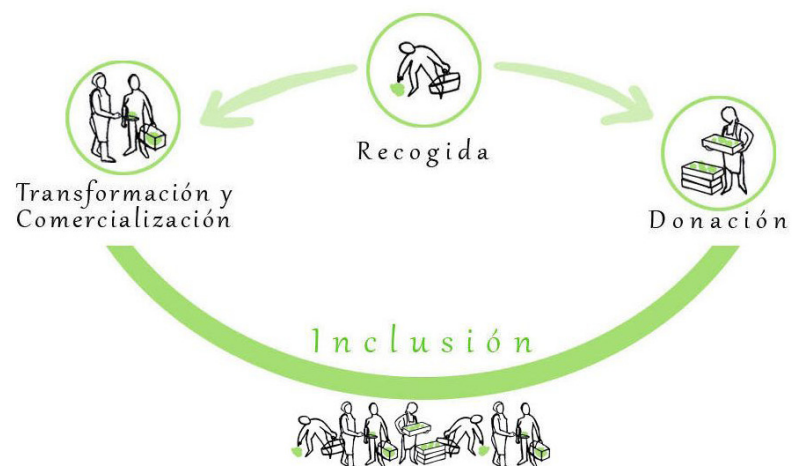 Recogida
Transformación y
Comercialización
Donación
Inclusión